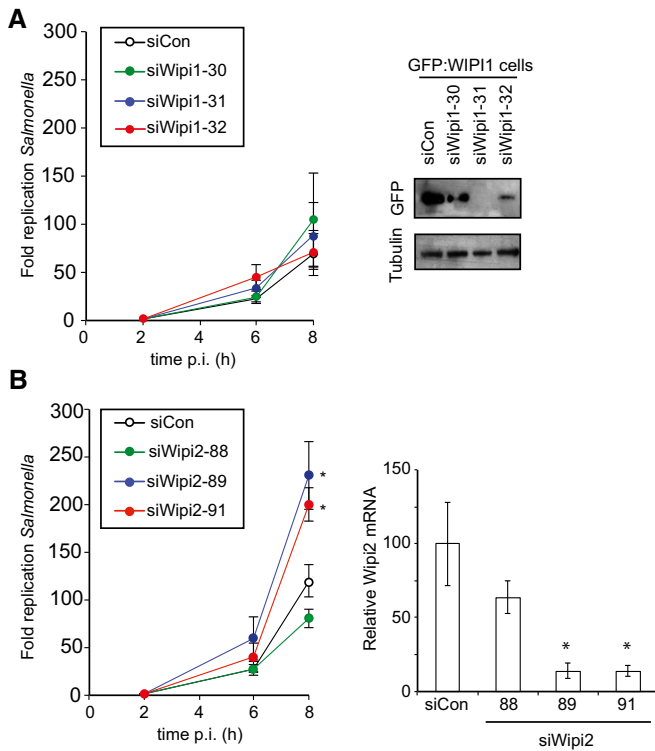 A
300
250
200
150
100
50
0
0 2 4 6 8
Fold replication Salmonella
time p.i. (h)
siCon
siWipi1-30
siWipi1-31
siWipi1-32
GFP:WIPI1 cells
siCon
siWipi1-30
siWipi1-31
siWipi1-32
GFP
Tubulin
B
300
250
200
150
100
50
0
0 2 4 6 8
Fold replication Salmonella
time p.i. (h)
siCon
siWipi2-88
siWipi2-89
siWipi2-91
*
*
150
100
50
0
Relative Wipi2 mRNA
* *
siCon 88 89 91
siWipi2